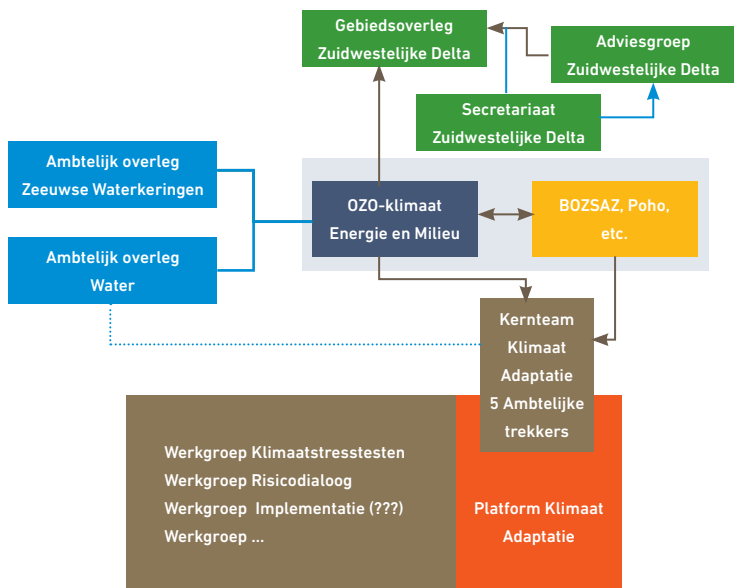 Gebiedsoverleg
Zuidwestelijke Delta
Adviesgroep
Zuidwestelijke Delta
Secretariaat
Zuidwestelijke Delta
Ambtelijk overleg
Zeeuwse Waterkeringen
OZO-klimaat
Energie en Milieu
BOZSAZ, Poho,
etc.
Ambtelijk overleg
Water
Kernteam
Klimaat
Adaptatie
5 Ambtelijke
trekkers
Werkgroep Klimaatstresstesten
Werkgroep Risicodialoog
Werkgroep Implementatie (???)
Werkgroep ...
Platform Klimaat
Adaptatie